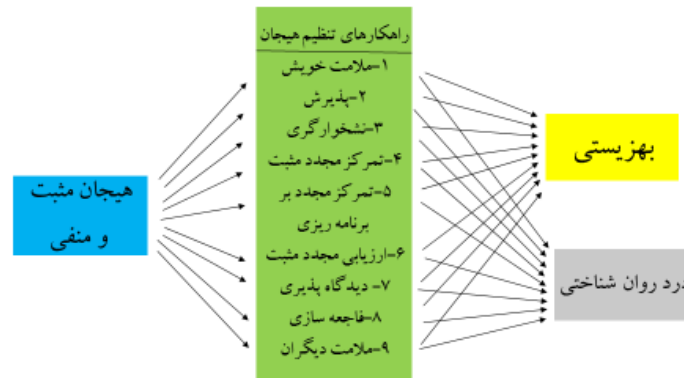 راهکارهای تنظیم هیجان
۱-ملامت خویش
۲-پذیرش
۳-نشخوارگری
۴-تمرکز مجدد مثبت
۵-تمرکز مجدد بر
برنامه ریزی
۶-ارزیابی مجدد مثبت
۷- دیدگاه پذیری
۸-فاجعه سازی
۹-ملامت دیگران
هیجان مثبت
و منفی
بهزیستی
درد روان شناختی